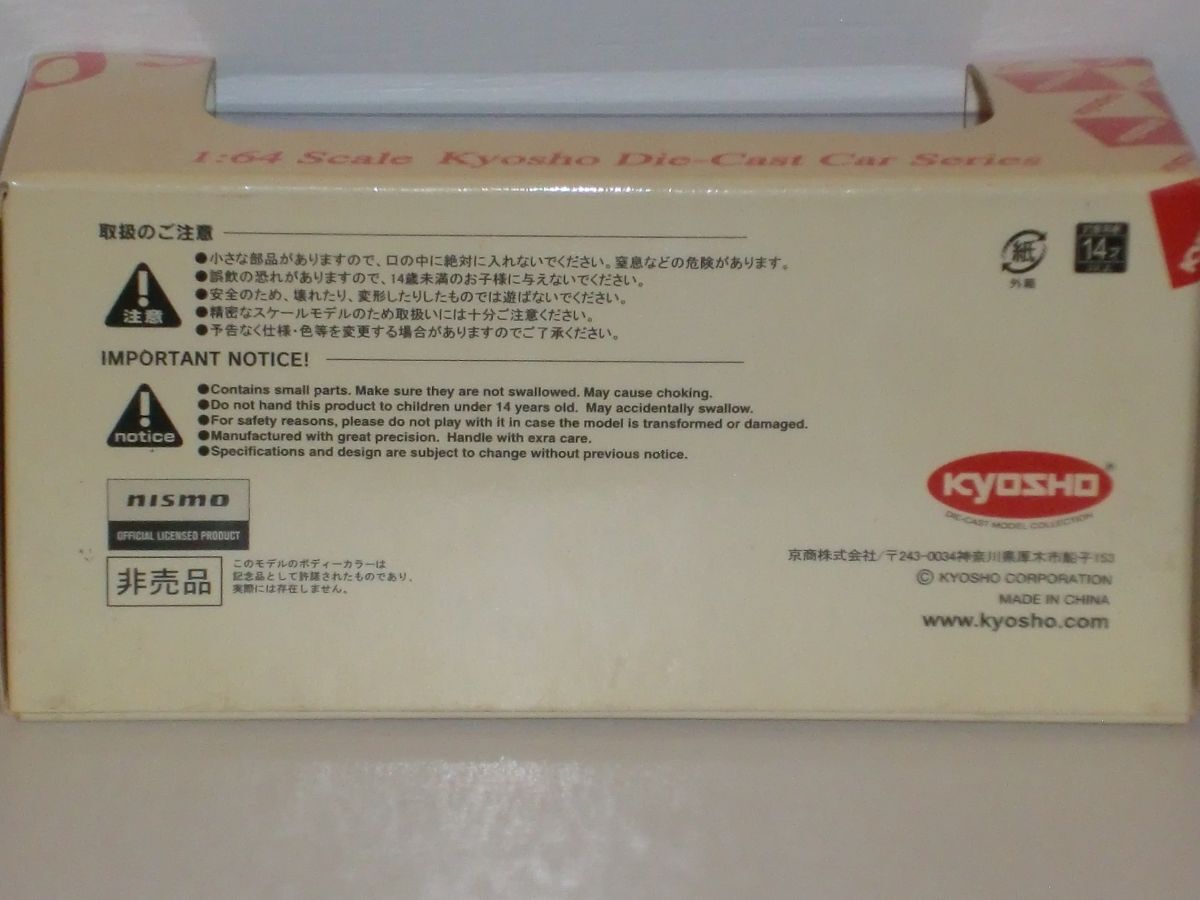 1:64 Scale Kyosho Die-Cast Car Series
取扱のご注意
注意
●小さな部品がありますので、口の中に絶対に入れないでください。窒息などの危険があります。
●誤飲の恐れがありますので、14歳未満のお子様に与えないでください。
●安全のため、壊れたり、変形したりしたものでは遊ばないでください。
●精密なスケールモデルのため取扱いには十分ご注意ください。
●予告なく仕様・色等を変更する場合がありますのでご了承ください。
紙
外箱
14才
IMPORTANT NOTICE!
notice
●Contains small parts. Make sure they are not swallowed. May cause choking.
●Do not hand this product to children under 14 years old. May accidentally swallow.
●For safety reasons, please do not play with it in case the model is transformed or damaged.
●Manufactured with great precision. Handle with exra care.
●Specifications and design are subject to change without previous notice.
nismo
OFFICIAL LICENSED PRODUCT
非売品
このモデルのボディーカラーは
記念品として許諾されたものであり、
実際には存在しません。
KYOSHO
DIE-CAST MODEL COLLECTION
京商株式会社/〒243-0034神奈川県厚木市船子153
© KYOSHO CORPORATION
MADE IN CHINA
www.kyosho.com